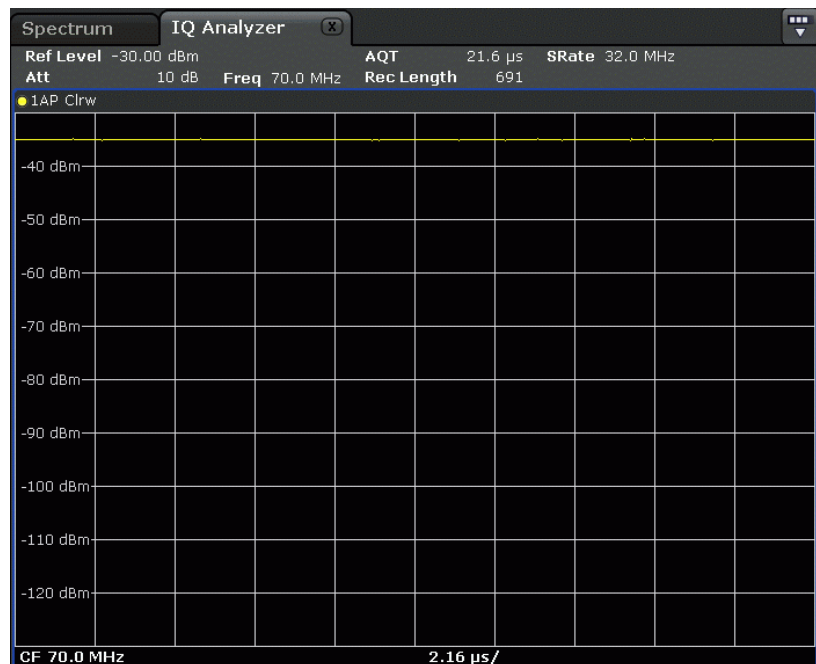 Spectrum IQ Analyzer X
Ref Level -30.00 dBm AQT 21.6 µs SRate 32.0 MHz
Att 10 dB Freq 70.0 MHz Rec Length 691
1AP Clrw
-40 dBm
-50 dBm
-60 dBm
-70 dBm
-80 dBm
-90 dBm
-100 dBm
-110 dBm
-120 dBm
CF 70.0 MHz 2.16 µs/